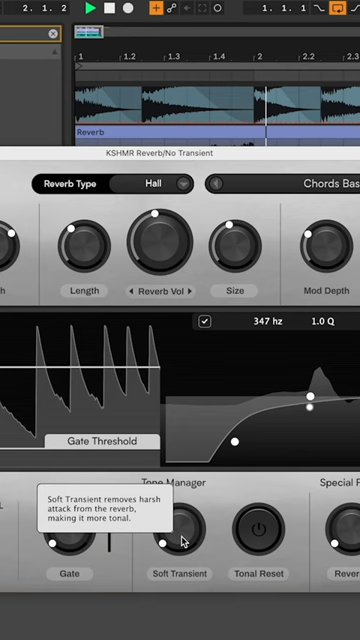 2. 1. 2
1. 1. 1
1
1.2
1.3
1.4
2
2.2
2.3
Reverb
KSHMR Reverb/No Transient
Reverb Type
Hall
Chords Bas
h
Length
Reverb Vol
Size
Mod Depth
347 hz
1.0 Q
Gate Threshold
Tone Manager
Special F
L
Soft Transient removes harsh
attack from the reverb,
making it more tonal.
Gate
Soft Transient
Tonal Reset
Rever